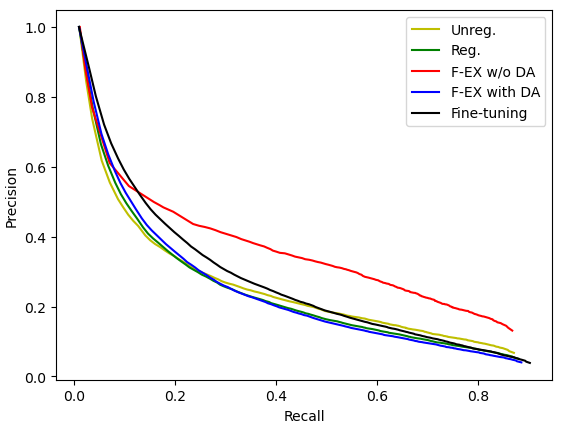 1.0
0.8
0.6
0.4
0.2
0.0
Precision
0.0 0.2 0.4 0.6 0.8
Recall
Unreg.
Reg.
F-EX w/o DA
F-EX with DA
Fine-tuning